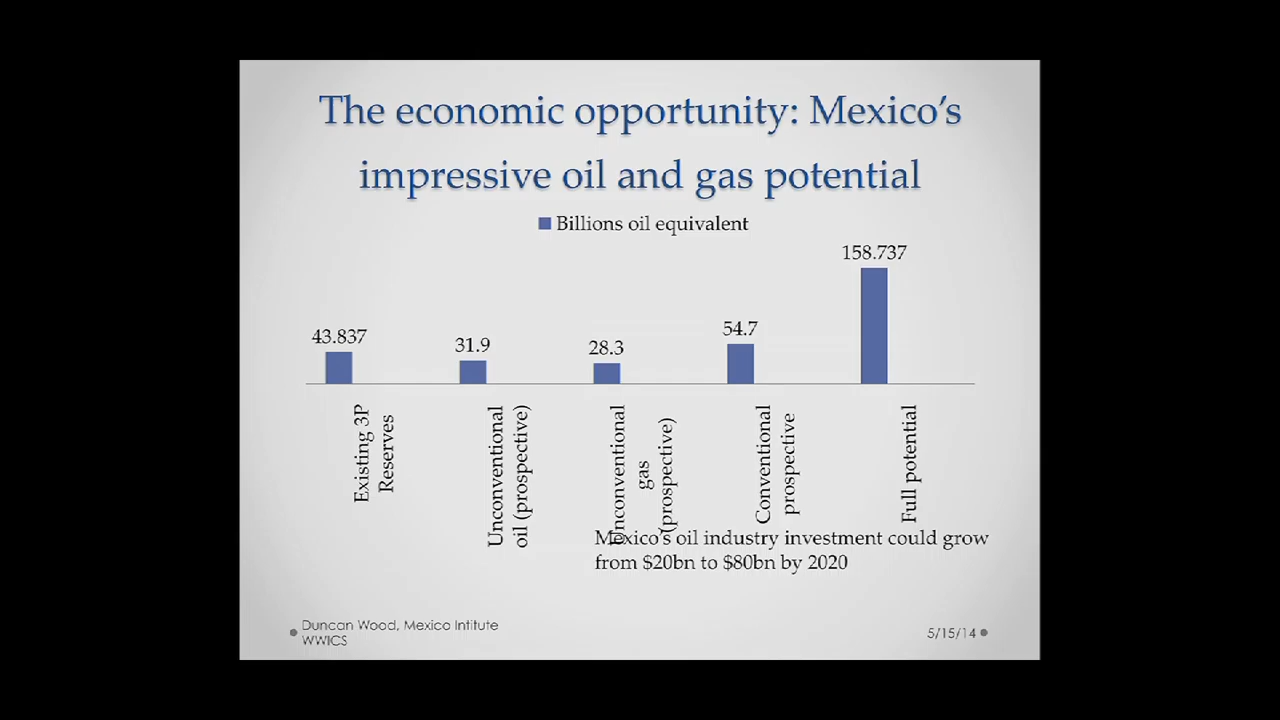 The economic opportunity: Mexico's
impressive oil and gas potential
Billions oil equivalent
158.737
43.837
31.9
28.3
54.7
Existing 3P
Reserves
Unconventional
oil (prospective)
Unconventional
gas
(prospective)
Conventional
prospective
Full potential
Mexico's oil industry investment could grow
from $20bn to $80bn by 2020
Duncan Wood, Mexico Intitute
WWICS
5/15/14